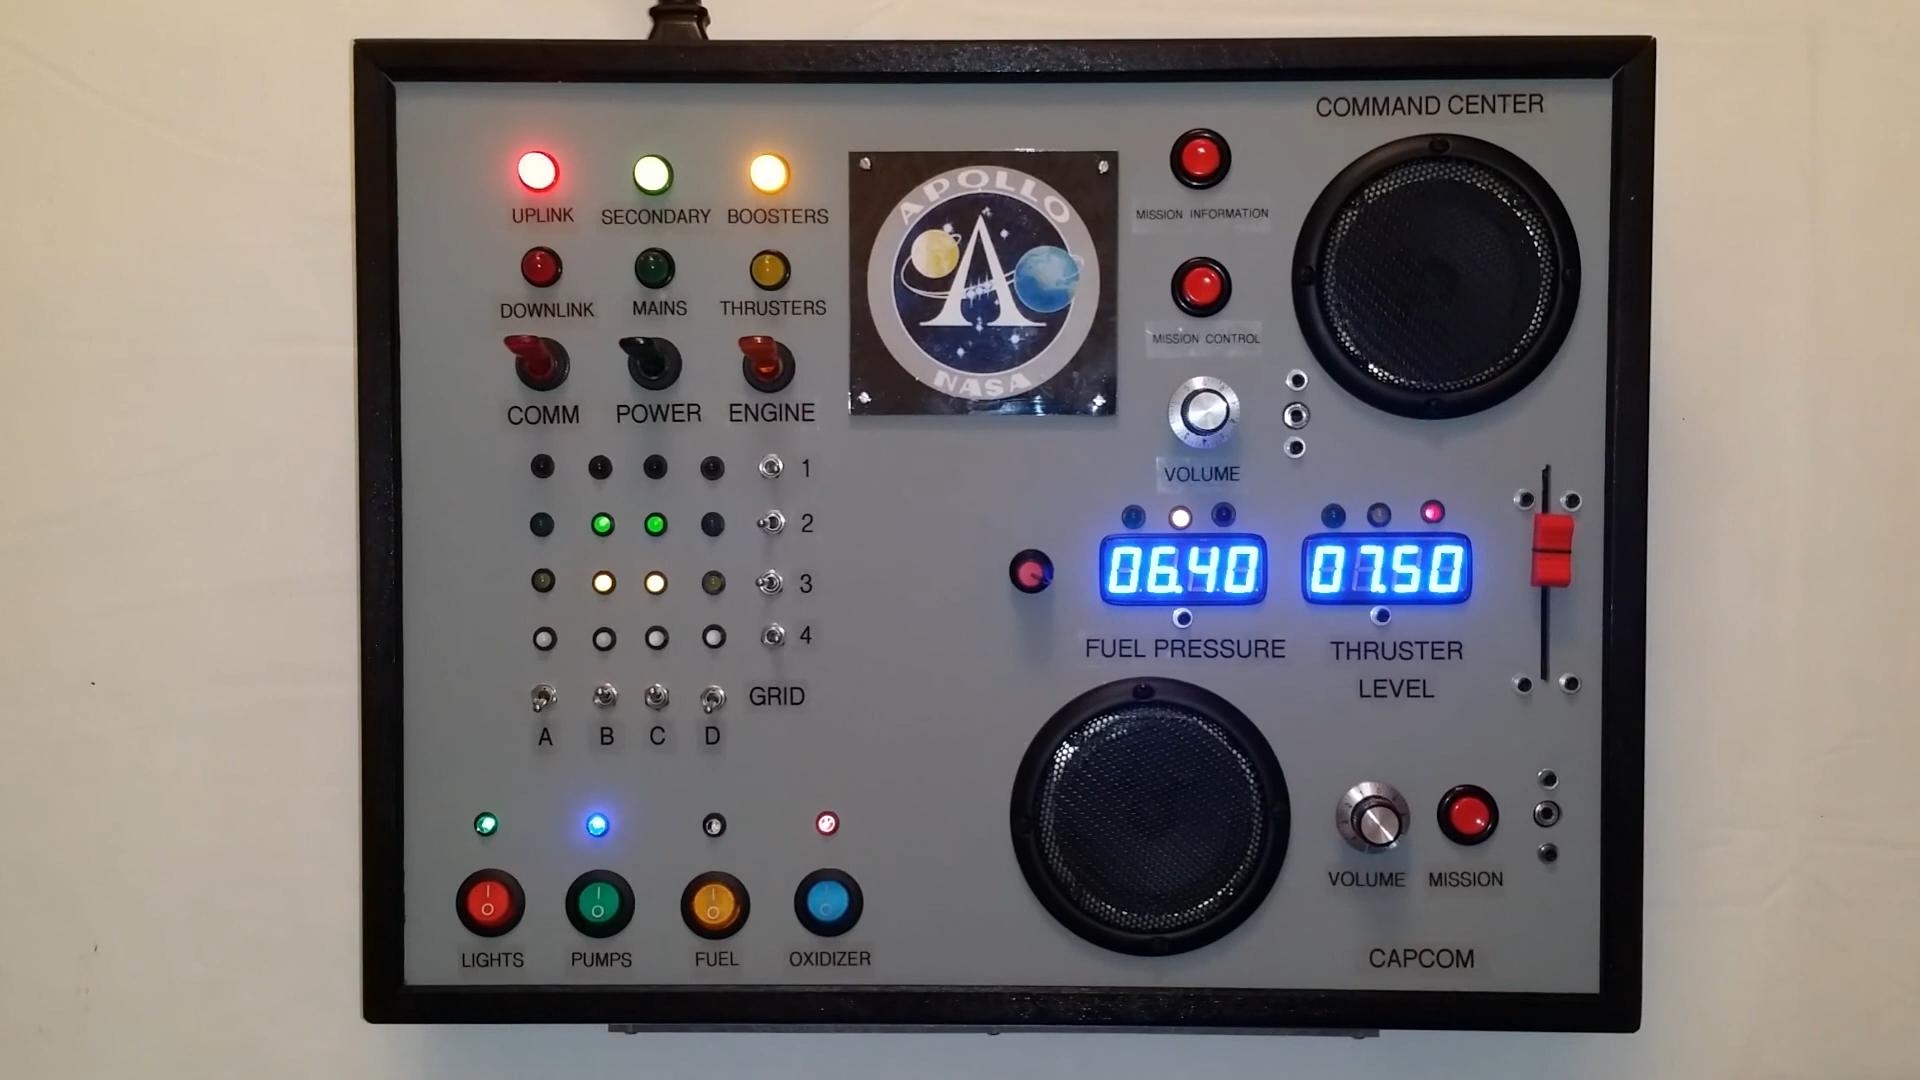 COMMAND CENTER
UPLINK SECONDARY BOOSTERS
APOLLO
NASA
MISSION INFORMATION
DOWNLINK MAINS THRUSTERS
MISSION CONTROL
COMM POWER ENGINE
VOLUME
1
2
3
4
GRID
A B C D
06.40 07.50
FUEL PRESSURE
THRUSTER
LEVEL
I O I O I O I O
LIGHTS PUMPS FUEL OXIDIZER
VOLUME MISSION
CAPCOM